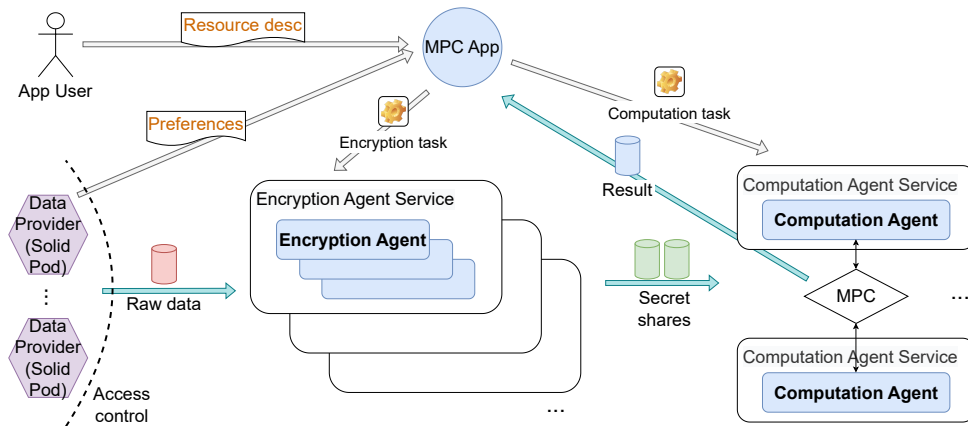 Resource desc
MPC App
App User
Preferences
Encryption task
Computation task
Result
Data
Provider
(Solid
Pod)
...
Data
Provider
(Solid
Pod)
Access
control
Raw data
Encryption Agent Service
Encryption Agent
...
Secret
shares
Computation Agent Service
Computation Agent
MPC
...
Computation Agent Service
Computation Agent